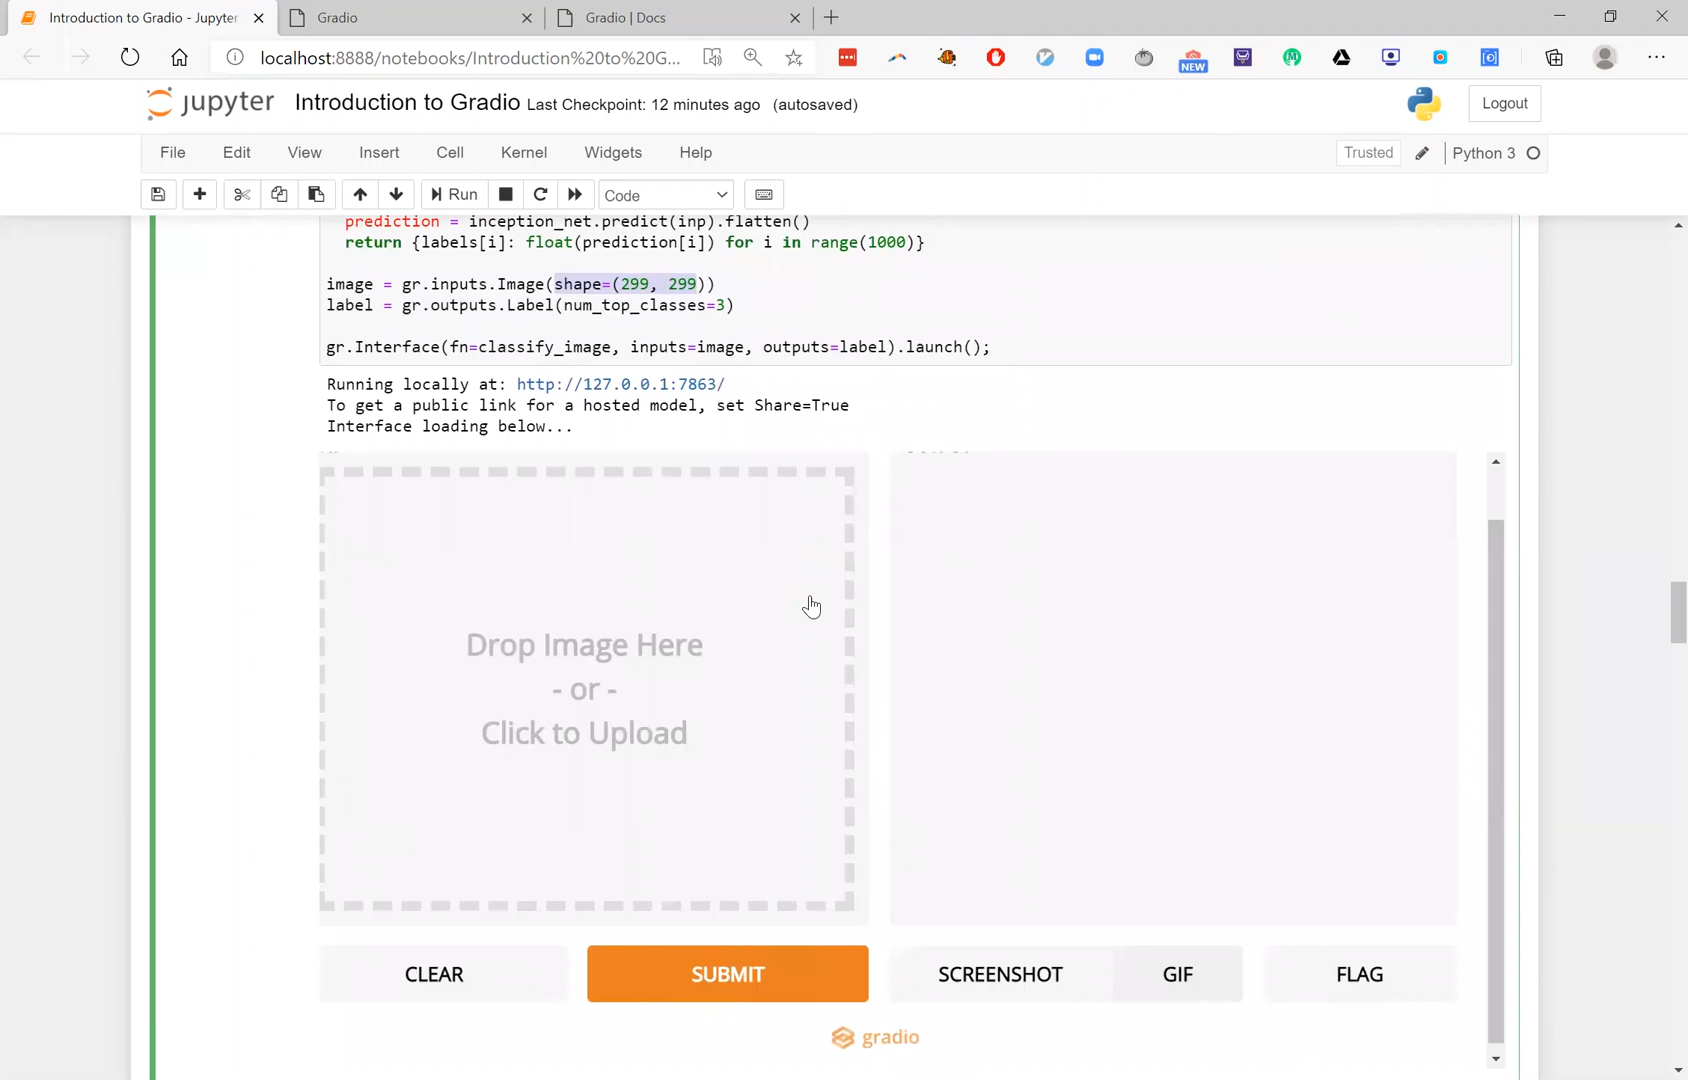 Introduction to Gradio - Jupyter
Gradio
Gradio | Docs
localhost:8888/notebooks/Introduction%20to%20G...
NEW
jupyter Introduction to Gradio Last Checkpoint: 12 minutes ago (autosaved)
Logout
File Edit View Insert Cell Kernel Widgets Help
Trusted
Python 3
Run
Code
prediction = inception_net.predict(inp).flatten()
return {labels[i]: float(prediction[i]) for i in range(1000)}
image = gr.inputs.Image(shape=(299, 299))
label = gr.outputs.Label(num_top_classes=3)
gr.Interface(fn=classify_image, inputs=image, outputs=label).launch();
Running locally at: http://127.0.0.1:7863/
To get a public link for a hosted model, set Share=True
Interface loading below...
Drop Image Here
- or -
Click to Upload
CLEAR SUBMIT SCREENSHOT GIF FLAG
gradio